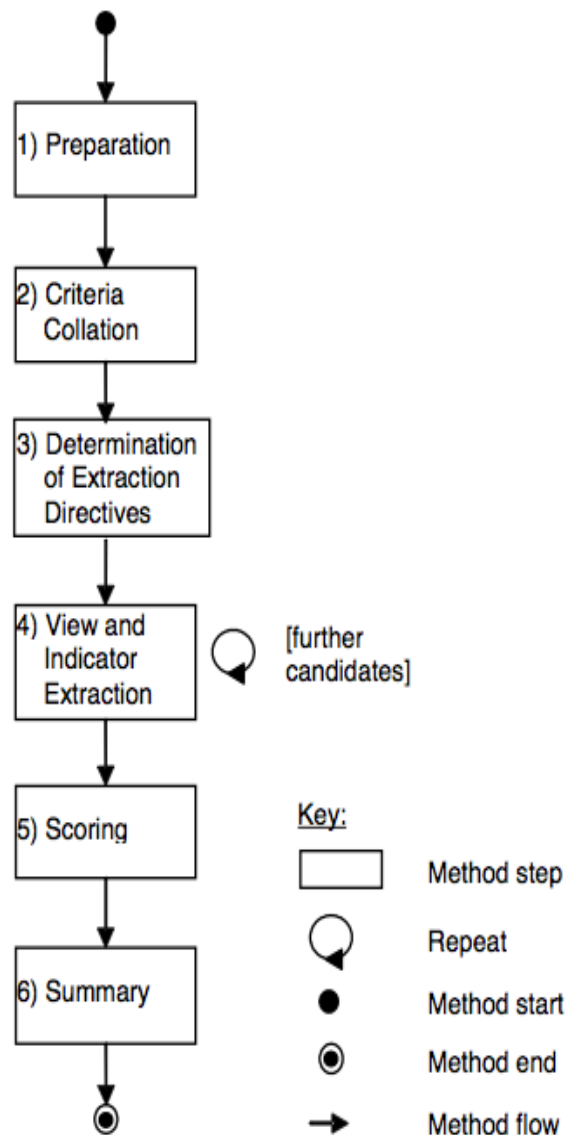 1) Preparation
2) Criteria
Collation
3) Determination
of Extraction
Directives
4) View and
Indicator
Extraction
[further
candidates]
5) Scoring
6) Summary
Key:
Method step
Repeat
Method start
Method end
Method flow